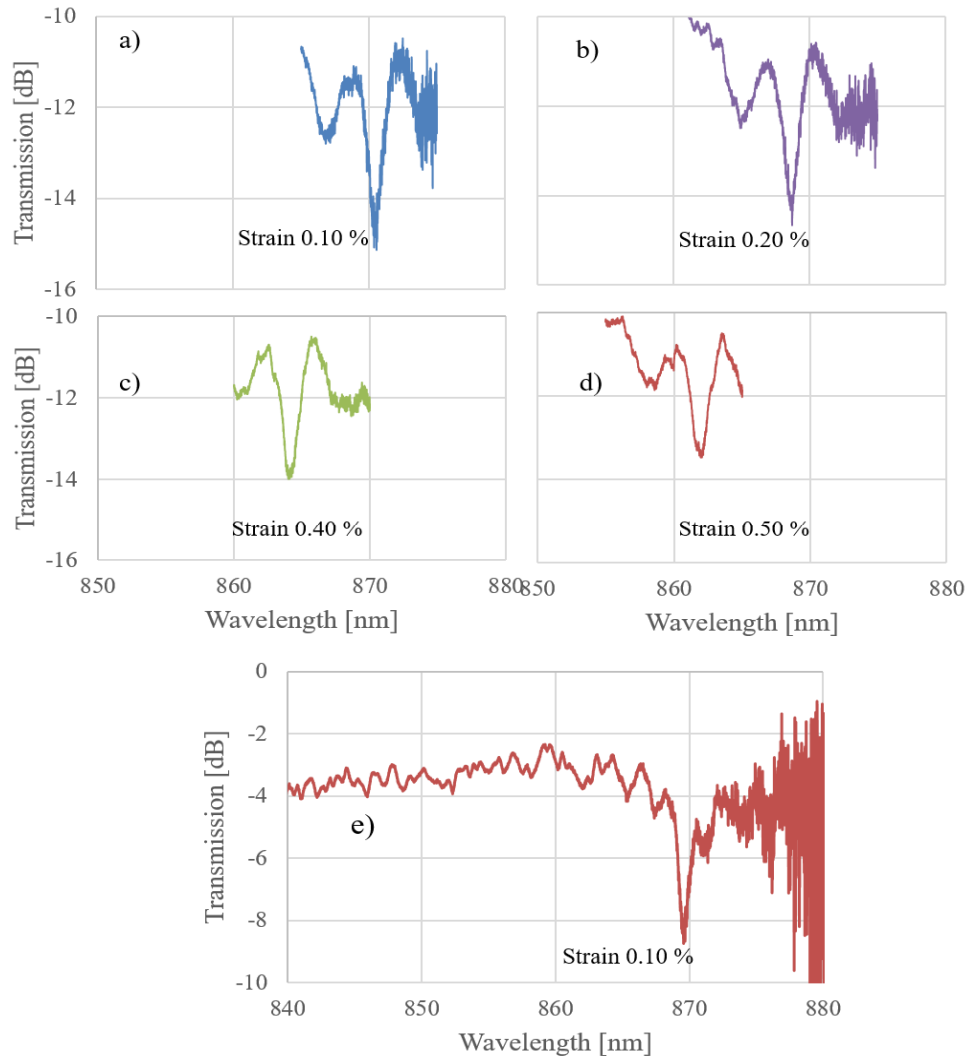 -10
-12
-14
-16
Transmission [dB]
a)
Strain 0.10 %
b)
Strain 0.20 %
-10
-12
-14
-16
Transmission [dB]
c)
Strain 0.40 %
d)
Strain 0.50 %
850 860 870 880
Wavelength [nm]
850 860 870 880
Wavelength [nm]
0
-2
-4
-6
-8
-10
Transmission [dB]
e)
Strain 0.10 %
840 850 860 870 880
Wavelength [nm]